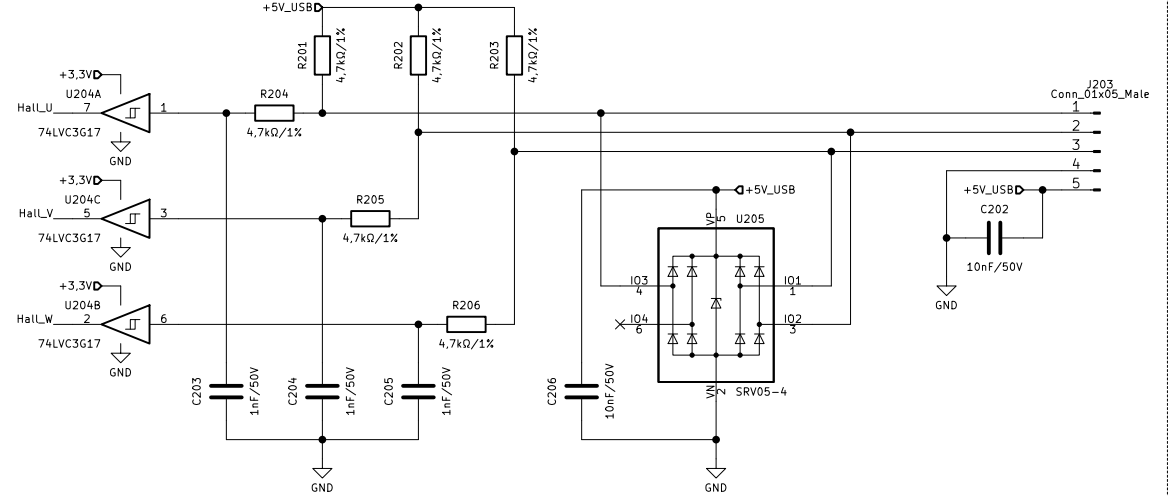 +5V_USB
R201
4,7kΩ/1%
R202
4,7kΩ/1%
R203
4,7kΩ/1%
+3,3V
U204A
Hall_U
7
1
74LVC3G17
GND
R204
4,7kΩ/1%
J203
Conn_01x05_Male
1
2
3
4
5
+5V_USB
C202
10nF/50V
GND
+3,3V
U204C
Hall_V
5
3
74LVC3G17
GND
R205
4,7kΩ/1%
+5V_USB
VP
5
U205
IO3
4
IO1
1
IO4
6
IO2
3
VN
2
SRV05-4
+3,3V
U204B
Hall_W
2
6
74LVC3G17
GND
R206
4,7kΩ/1%
C203
1nF/50V
C204
1nF/50V
C205
1nF/50V
C206
10nF/50V
GND
GND